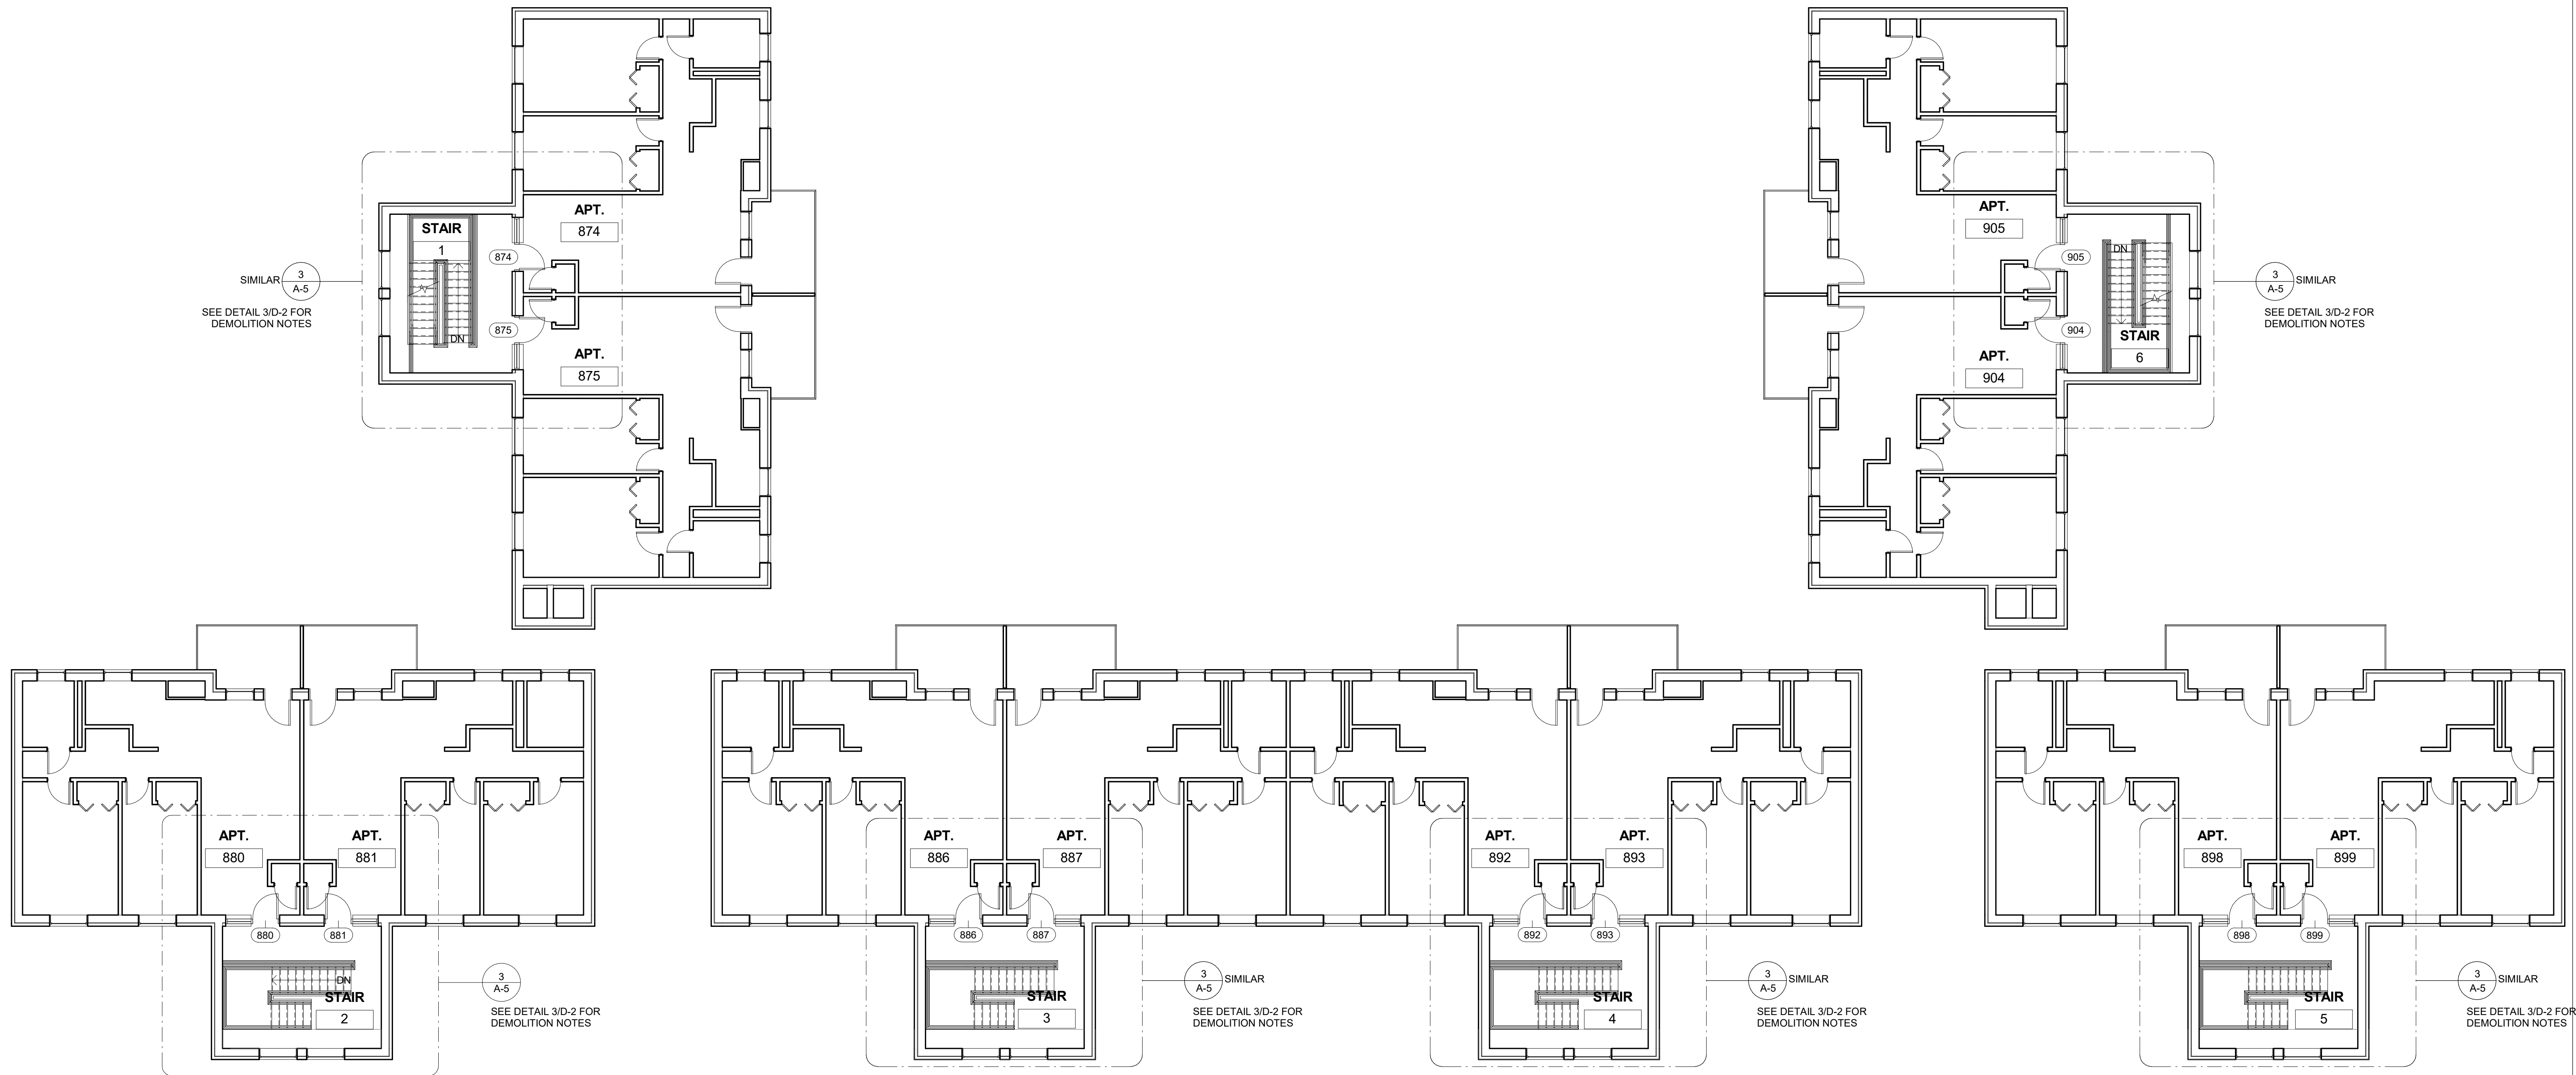 APT.
874
STAIR
1
874
DN
875
APT.
875
SIMILAR
3
A-5
SEE DETAIL 3/D-2 FOR
DEMOLITION NOTES
APT.
905
DN
905
904
STAIR
6
APT.
904
3
A-5
SIMILAR
SEE DETAIL 3/D-2 FOR
DEMOLITION NOTES
APT.
880
APT.
881
880
881
DN
STAIR
2
3
A-5
SEE DETAIL 3/D-2 FOR
DEMOLITION NOTES
APT.
886
APT.
887
886
887
STAIR
3
3
A-5
SIMILAR
SEE DETAIL 3/D-2 FOR
DEMOLITION NOTES
APT.
892
APT.
893
892
893
STAIR
4
3
A-5
SIMILAR
SEE DETAIL 3/D-2 FOR
DEMOLITION NOTES
APT.
898
APT.
899
898
899
STAIR
5
3
A-5
SIMILAR
SEE DETAIL 3/D-2 FOR
DEMOLITION NOTES